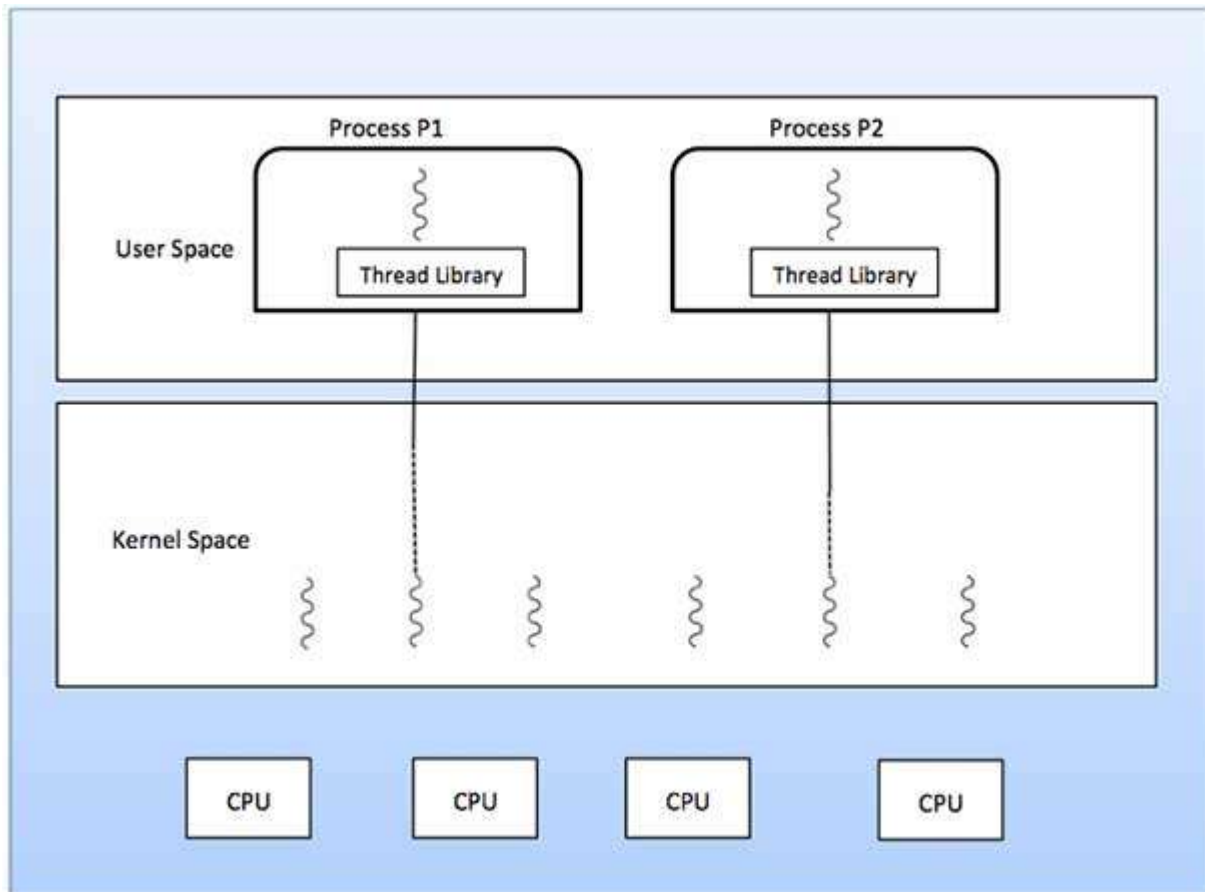 Process P1
Process P2
User Space
Thread Library
Thread Library
Kernel Space
CPU
CPU
CPU
CPU